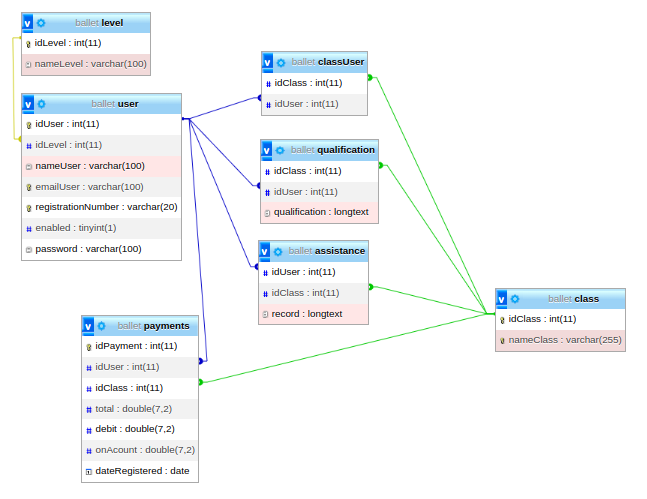 ballet level
idLevel : int(11)
nameLevel : varchar(100)
ballet user
idUser : int(11)
idLevel : int(11)
nameUser : varchar(100)
emailUser : varchar(100)
registrationNumber : varchar(20)
enabled : tinyint(1)
password : varchar(100)
ballet classUser
idClass : int(11)
idUser : int(11)
ballet qualification
idClass : int(11)
idUser : int(11)
qualification : longtext
ballet assistance
idUser : int(11)
idClass : int(11)
record : longtext
ballet class
idClass : int(11)
nameClass : varchar(255)
ballet payments
idPayment : int(11)
idUser : int(11)
idClass : int(11)
total : double(7,2)
debit : double(7,2)
onAcount : double(7,2)
dateRegistered : date